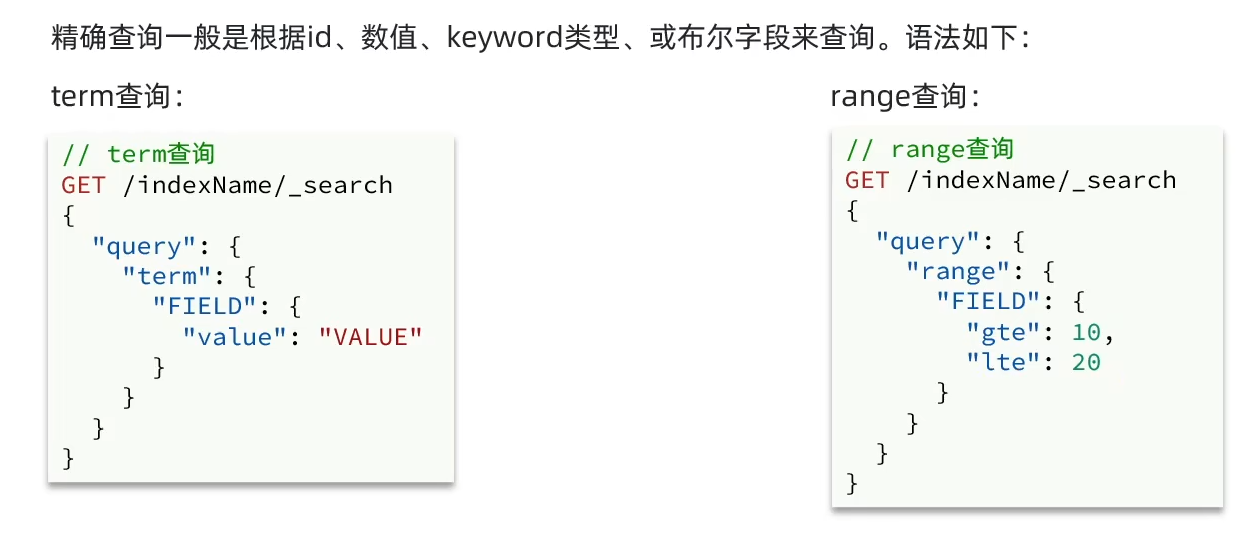 精确查询一般是根据id、数值、keyword类型、或布尔字段来查询。语法如下：
term查询：
// term查询
GET /indexName/_search
{
  "query": {
    "term": {
      "FIELD": {
        "value": "VALUE"
      }
    }
  }
}
range查询：
// range查询
GET /indexName/_search
{
  "query": {
    "range": {
      "FIELD": {
        "gte": 10,
        "lte": 20
      }
    }
  }
}